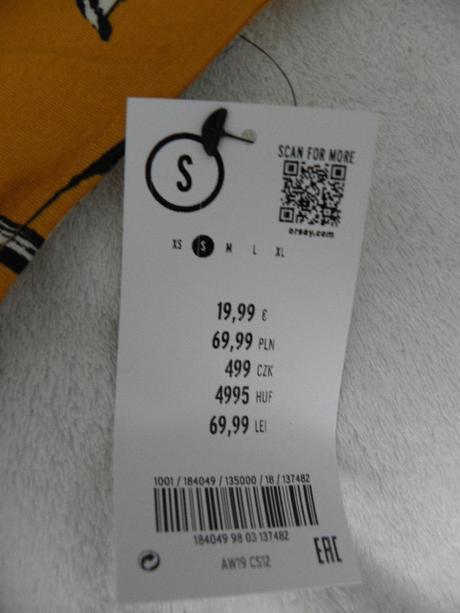 S
SCAN FOR MORE
orsay.com
XS S M L XL
19,99 €
69,99 PLN
499 CZK
4995 HUF
69,99 LEI
1001 / 184049 / 135000 / 18 / 137482
184049 98 03 137482
AW19 CS12
EAC